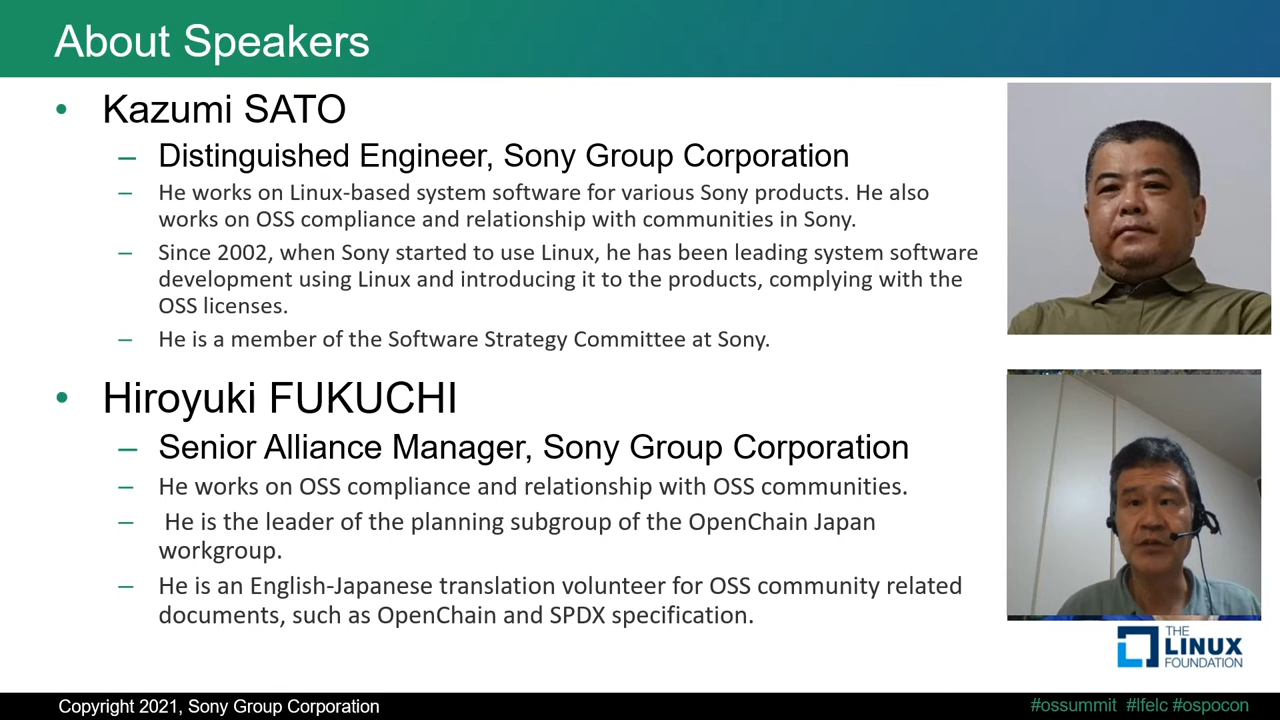 About Speakers
• Kazumi SATO
– Distinguished Engineer, Sony Group Corporation
– He works on Linux-based system software for various Sony products. He also
works on OSS compliance and relationship with communities in Sony.
– Since 2002, when Sony started to use Linux, he has been leading system software
development using Linux and introducing it to the products, complying with the
OSS licenses.
– He is a member of the Software Strategy Committee at Sony.
• Hiroyuki FUKUCHI
– Senior Alliance Manager, Sony Group Corporation
– He works on OSS compliance and relationship with OSS communities.
– He is the leader of the planning subgroup of the OpenChain Japan
workgroup.
– He is an English-Japanese translation volunteer for OSS community related
documents, such as OpenChain and SPDX specification.
THE
LINUX
FOUNDATION
Copyright 2021, Sony Group Corporation
#ossummit #lfelc #ospocon